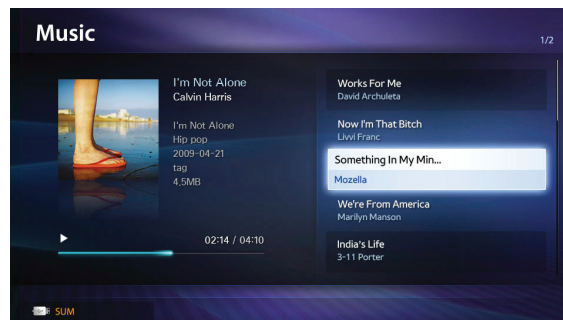 Music
1/2
I'm Not Alone
Calvin Harris
I'm Not Alone
Hip pop
2009-04-21
tag
4,5MB
02:14 / 04:10
Works For Me
David Archuleta
Now I'm That Bitch
Livvi Franc
Something In My Min...
Mozella
We're From America
Marilyn Manson
India's Life
3-11 Porter
SUM